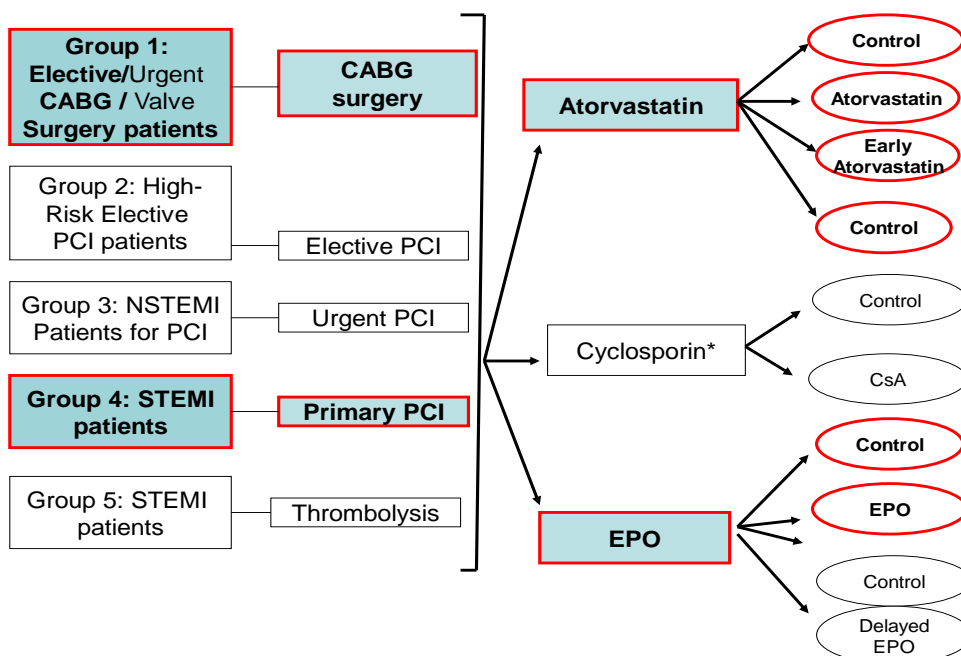 Group 1:
Elective/Urgent
CABG / Valve
Surgery patients
CABG
surgery
Group 2: High-
Risk Elective
PCI patients
Elective PCI
Group 3: NSTEMI
Patients for PCI
Urgent PCI
Group 4: STEMI
patients
Primary PCI
Group 5: STEMI
patients
Thrombolysis
Atorvastatin
Control
Atorvastatin
Early
Atorvastatin
Control
Cyclosporin*
Control
CsA
EPO
Control
EPO
Control
Delayed
EPO